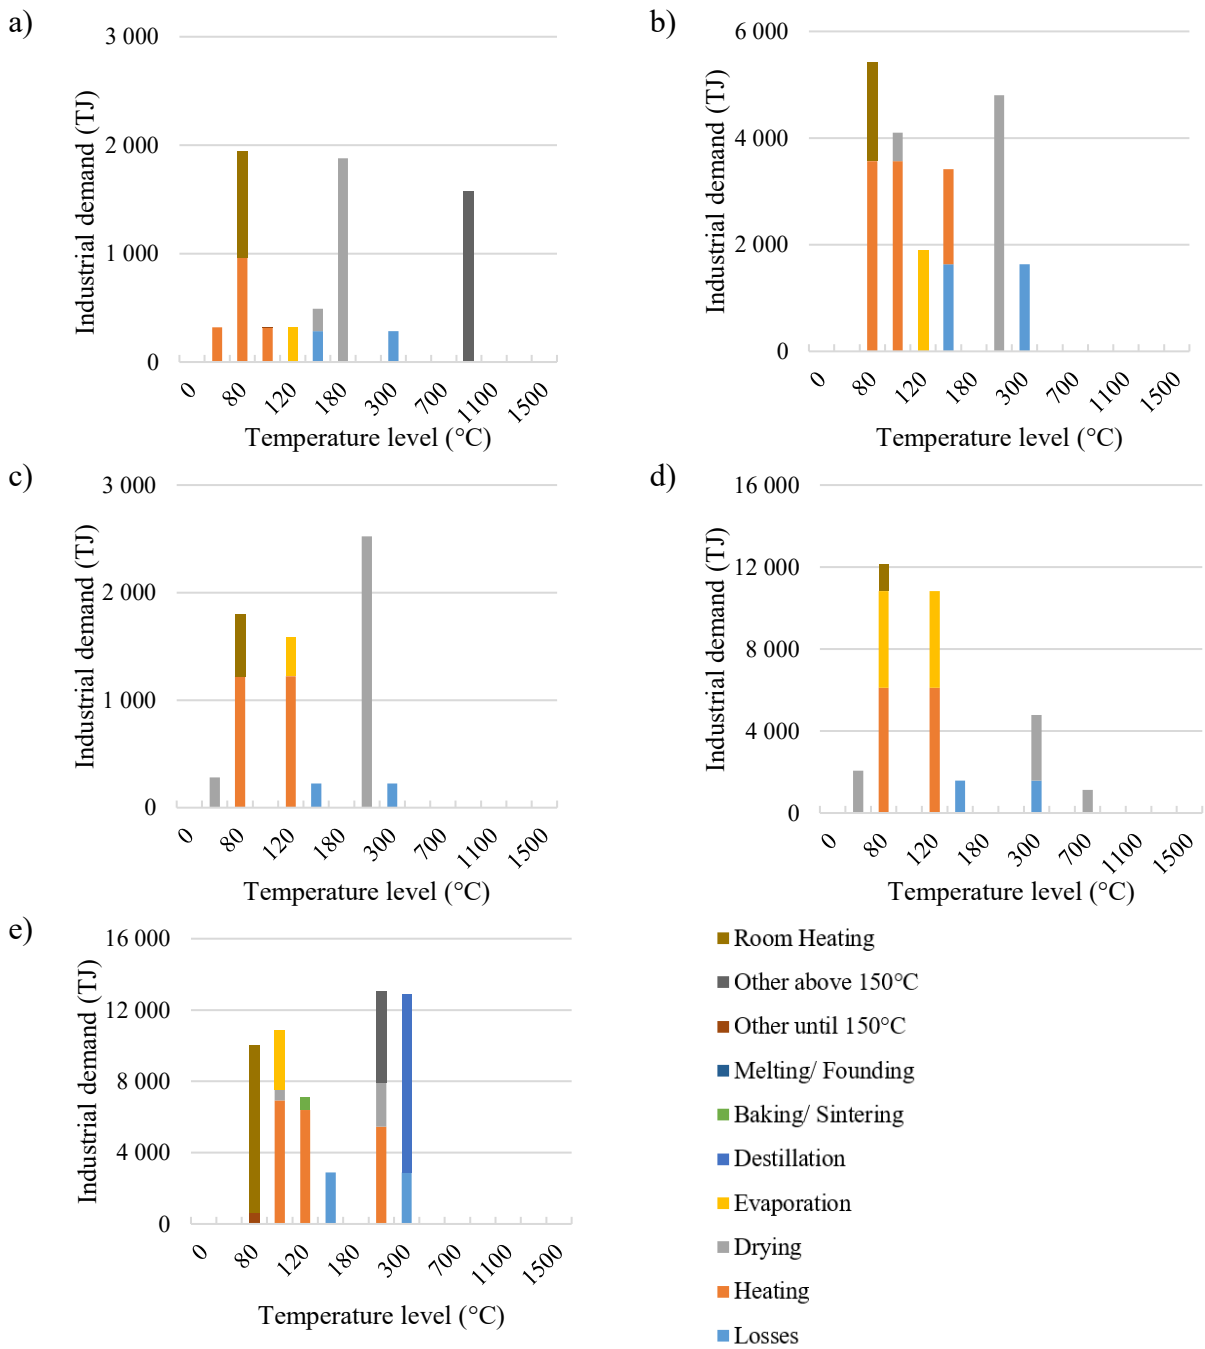 a)
3 000
2 000
1 000
0
Industrial demand (TJ)
0 80 120 180 300 700 1100 1500
Temperature level (°C)
b)
6 000
4 000
2 000
0
Industrial demand (TJ)
0 80 120 180 300 700 1100 1500
Temperature level (°C)
c)
3 000
2 000
1 000
0
Industrial demand (TJ)
0 80 120 180 300 700 1100 1500
Temperature level (°C)
d)
16 000
12 000
8 000
4 000
0
Industrial demand (TJ)
0 80 120 180 300 700 1100 1500
Temperature level (°C)
e)
16 000
12 000
8 000
4 000
0
Industrial demand (TJ)
0 80 120 180 300 700 1100 1500
Temperature level (°C)
Room Heating
Other above 150°C
Other until 150°C
Melting/ Founding
Baking/ Sintering
Destillation
Evaporation
Drying
Heating
Losses